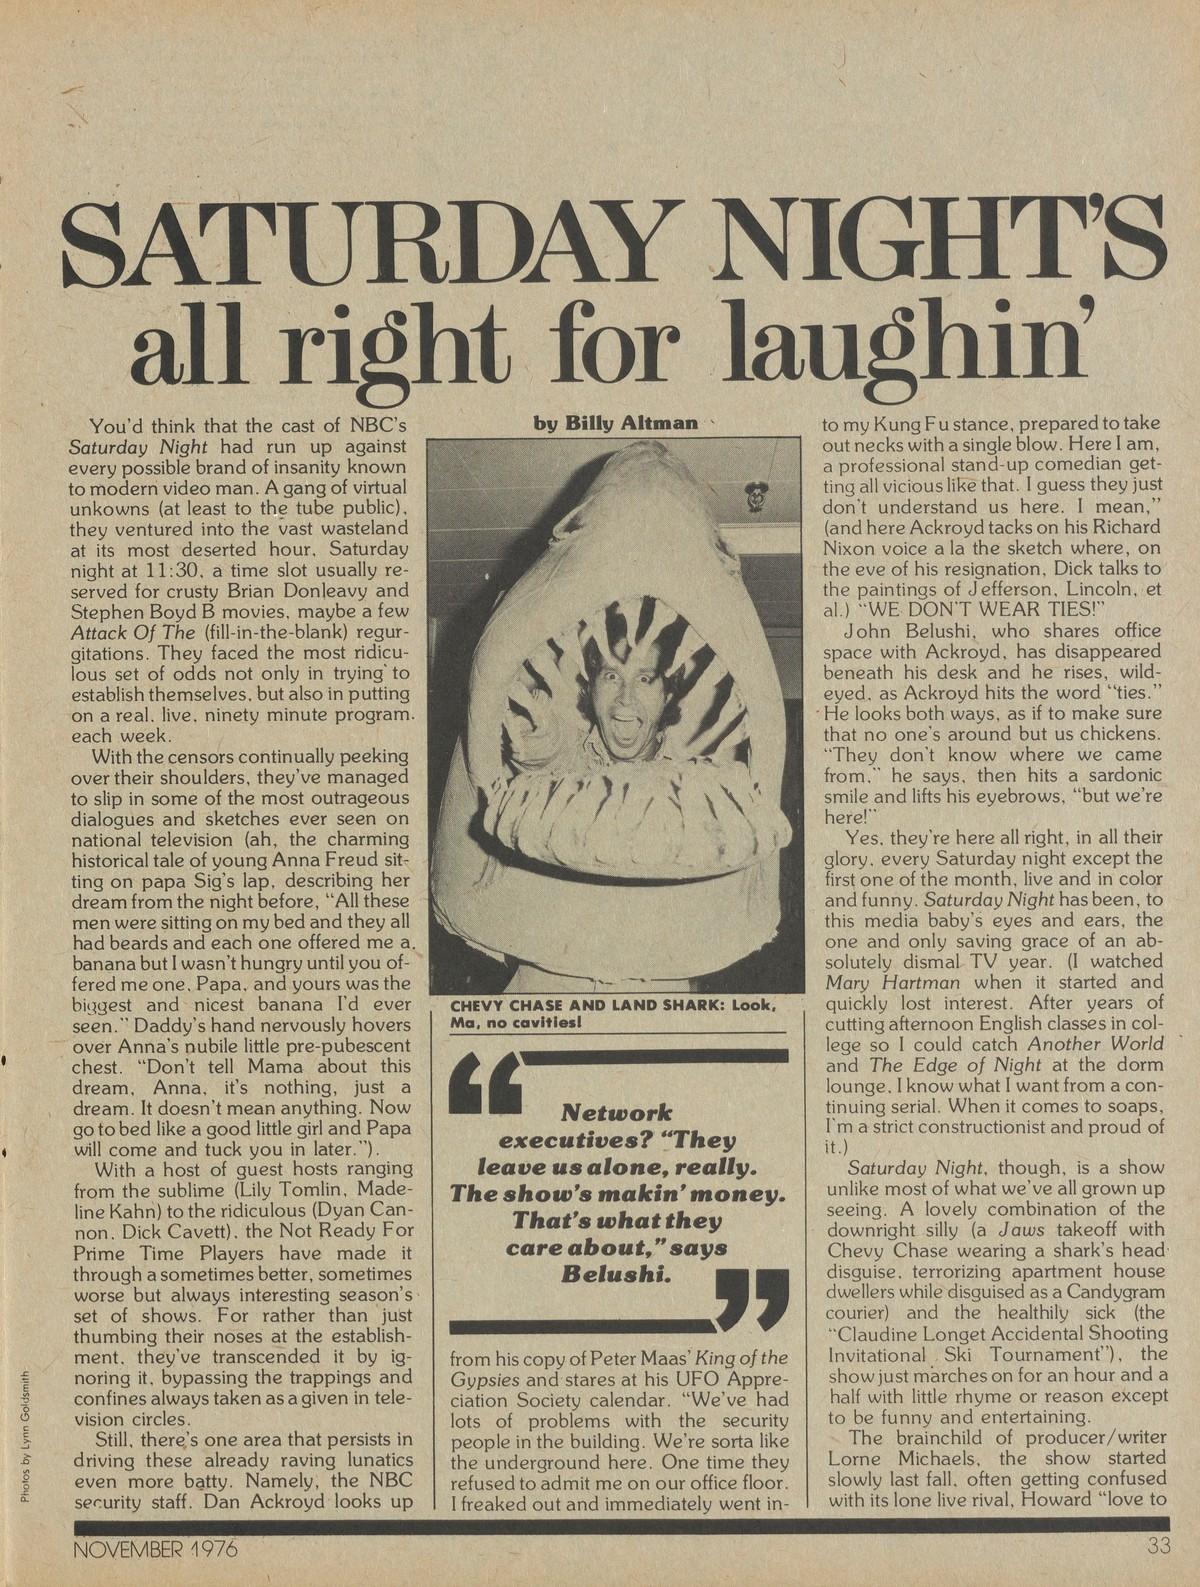 SATURDAY NIGHT'S
all right for laughin'
by Billy Altman
You'd think that the cast of NBC's
Saturday Night had run up against
every possible brand of insanity known
to modern video man. A gang of virtual
unkowns (at least to the tube public),
they ventured into the vast wasteland
at its most deserted hour, Saturday
night at 11:30, a time slot usually re-
served for crusty Brian Donleavy and
Stephen Boyd B movies, maybe a few
Attack Of The (fill-in-the-blank) regur-
gitations. They faced the most ridicu-
lous set of odds not only in trying to
establish themselves, but also in putting
on a real, live, ninety minute program
each week.
With the censors continually peeking
over their shoulders, they've managed
to slip in some of the most outrageous
dialogues and sketches ever seen on
national television (ah, the charming
historical tale of young Anna Freud sit-
ting on papa Sig's lap, describing her
dream from the night before, "All these
men were sitting on my bed and they all
had beards and each one offered me a
banana but I wasn't hungry until you of-
fered me one, Papa, and yours was the
biggest and nicest banana I'd ever
seen." Daddy's hand nervously hovers
over Anna's nubile little pre-pubescent
chest. "Don't tell Mama about this
dream, Anna, it's nothing, just a
dream. It doesn't mean anything. Now
go to bed like a good little girl and Papa
will come and tuck you in later.").
With a host of guest hosts ranging
from the sublime (Lily Tomlin, Made-
line Kahn) to the ridiculous (Dyan Can-
non, Dick Cavett), the Not Ready For
Prime Time Players have made it
through a sometimes better, sometimes
worse but always interesting season's
set of shows. For rather than just
thumbing their noses at the establish-
ment, they've transcended it by ig-
noring it, bypassing the trappings and
confines always taken as a given in tele-
vision circles.
Still, there's one area that persists in
driving these already raving lunatics
even more batty. Namely, the NBC
security staff. Dan Ackroyd looks up
CHEVY CHASE AND LAND SHARK: Look,
Ma, no cavities!
“
Network
executives? “They
leave us alone, really.
The show's makin' money.
That's what they
care about,” says
Belushi.
”
from his copy of Peter Maas' King of the
Gypsies and stares at his UFO Appre-
ciation Society calendar. "We've had
lots of problems with the security
people in the building. We're sorta like
the underground here. One time they
refused to admit me on our office floor.
I freaked out and immediately went in-
to my Kung Fu stance, prepared to take
out necks with a single blow. Here I am,
a professional stand-up comedian get-
ting all vicious like that. I guess they just
don't understand us here. I mean,"
(and here Ackroyd tacks on his Richard
Nixon voice a la the sketch where, on
the eve of his resignation, Dick talks to
the paintings of Jefferson, Lincoln, et
al.) "WE DON'T WEAR TIES!"
John Belushi, who shares office
space with Ackroyd, has disappeared
beneath his desk and he rises, wild-
eyed, as Ackroyd hits the word "ties."
He looks both ways, as if to make sure
that no one's around but us chickens.
"They don't know where we came
from," he says, then hits a sardonic
smile and lifts his eyebrows, "but we're
here!"
Yes, they're here all right, in all their
glory, every Saturday night except the
first one of the month, live and in color
and funny. Saturday Night has been, to
this media baby's eyes and ears, the
one and only saving grace of an ab-
solutely dismal TV year. (I watched
Mary Hartman when it started and
quickly lost interest. After years of
cutting afternoon English classes in col-
lege so I could catch Another World
and The Edge of Night at the dorm
lounge, I know what I want from a con-
tinuing serial. When it comes to soaps,
I'm a strict constructionist and proud of
it.)
Saturday Night, though, is a show
unlike most of what we've all grown up
seeing. A lovely combination of the
downright silly (a Jaws takeoff with
Chevy Chase wearing a shark's head
disguise, terrorizing apartment house
dwellers while disguised as a Candygram
courier) and the healthily sick (the
"Claudine Longet Accidental Shooting
Invitational Ski Tournament"), the
show just marches on for an hour and a
half with little rhyme or reason except
to be funny and entertaining.
The brainchild of producer/writer
Lorne Michaels, the show started
slowly last fall, often getting confused
with its lone live rival, Howard "love to
Photos by Lynn Goldsmith
NOVEMBER 1976
33